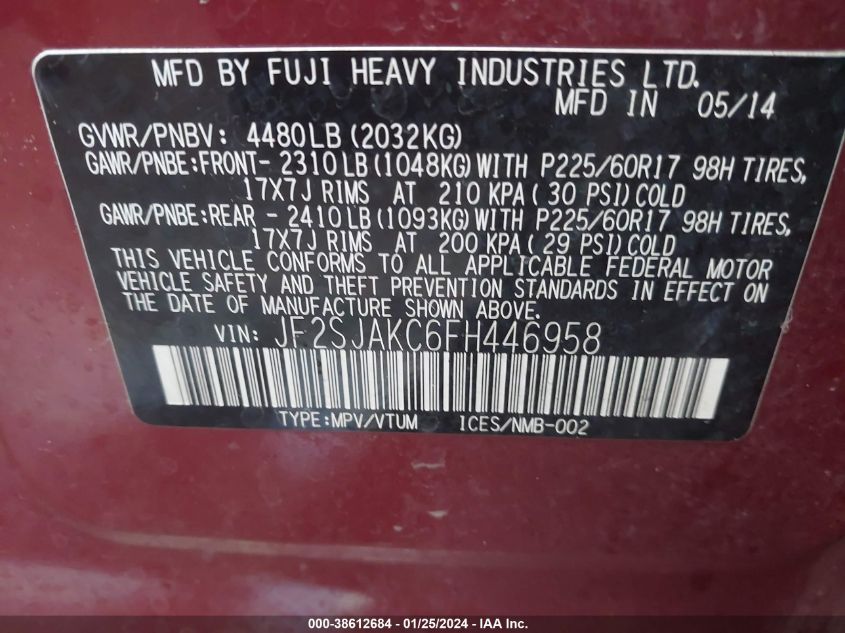 MFD BY FUJI HEAVY INDUSTRIES LTD.
MFD IN 05/14
GVWR/PNBV: 4480LB (2032KG)
GAWR/PNBE:FRONT- 2310LB(1048KG)WITH P225/60R17 98H TIRES,
17X7J RIMS AT 210 KPA( 30 PSI)COLD
GAWR/PNBE:REAR - 2410LB(1093KG)WITH P225/60R17 98H TIRES,
17X7J RIMS AT 200 KPA( 29 PSI)COLD
THIS VEHICLE CONFORMS TO ALL APPLICABLE FEDERAL MOTOR
VEHICLE SAFETY AND THEFT PREVENTION STANDARDS IN EFFECT ON
THE DATE OF MANUFACTURE SHOWN ABOVE.
VIN: JF2SJAKC6FH446958
TYPE:MPV/VTUM ICES/NMB-002
000-38612684 - 01/25/2024 - IAA Inc.